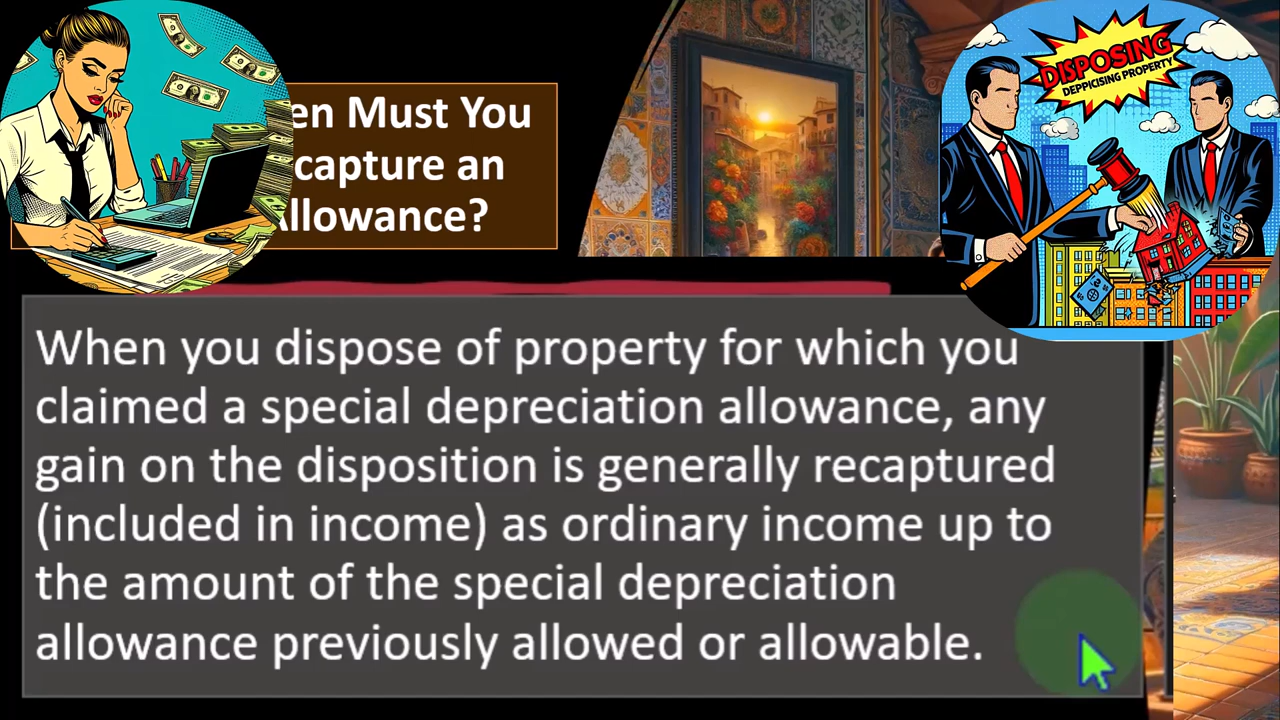 en Must You
capture an
Allowance?
DISPOSING
DEPPICISING PROPERTY
When you dispose of property for which you
claimed a special depreciation allowance, any
gain on the disposition is generally recaptured
(included in income) as ordinary income up to
the amount of the special depreciation
allowance previously allowed or allowable.